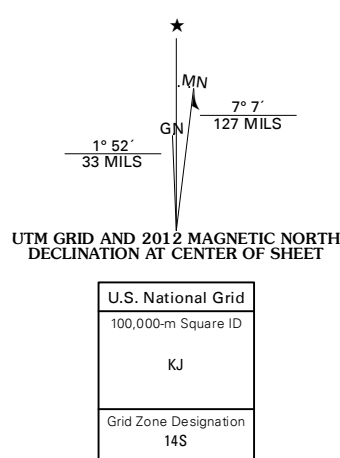 ★
.MN
GN
7° 7´
127 MILS
1° 52´
33 MILS
UTM GRID AND 2012 MAGNETIC NORTH
DECLINATION AT CENTER OF SHEET
U.S. National Grid
100,000-m Square ID
KJ
Grid Zone Designation
14S